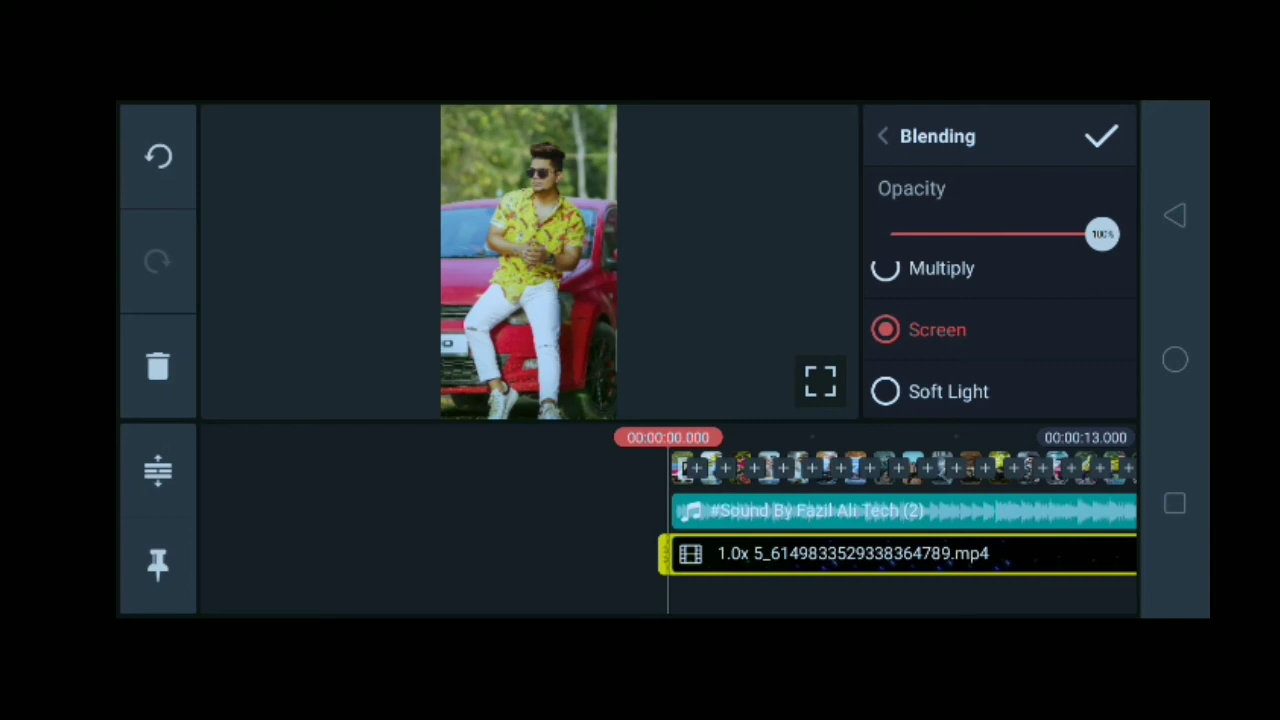 Blending
Opacity
100%
Multiply
Screen
Soft Light
00:00:00.000
00:00:13.000
#Sound By Fazil Ali Tech (2)
1.0x 5_6149833529338364789.mp4